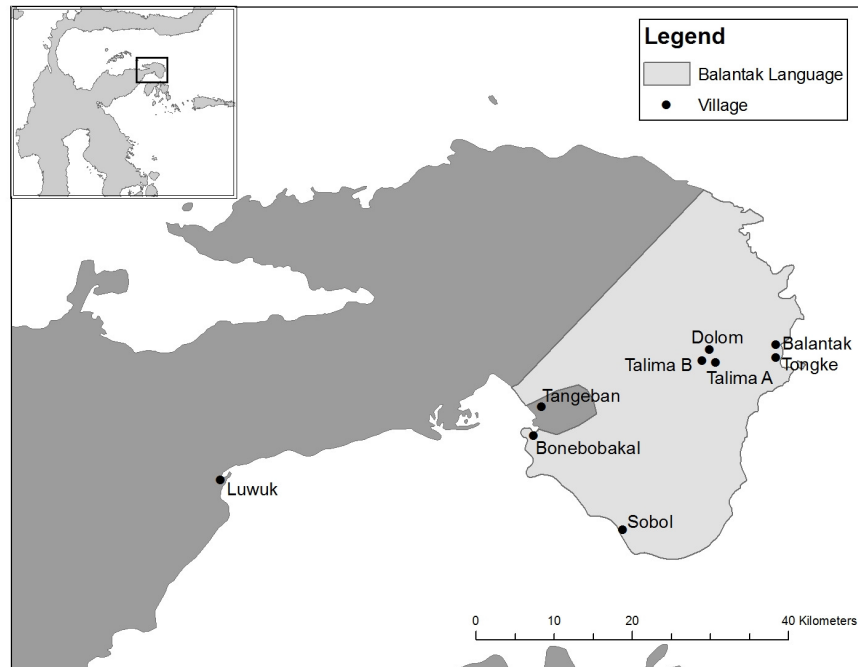 Legend
Balantak Language
Village
Dolom
Balantak
Talima B
Tongke
Talima A
Tangeban
Bonebobakal
Luwuk
Sobol
0 10 20 40 Kilometers